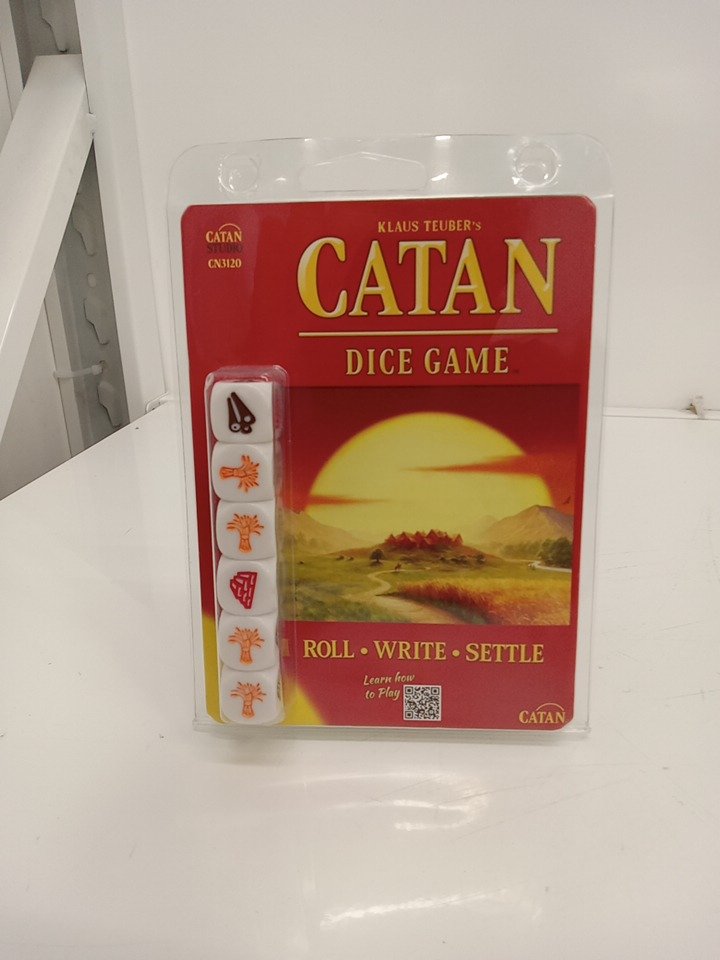 KLAUS TEUBER'S
CATAN
DICE GAME
CATAN
STUDIO
CN3120
ROLL • WRITE • SETTLE
Learn how
to Play
CATAN